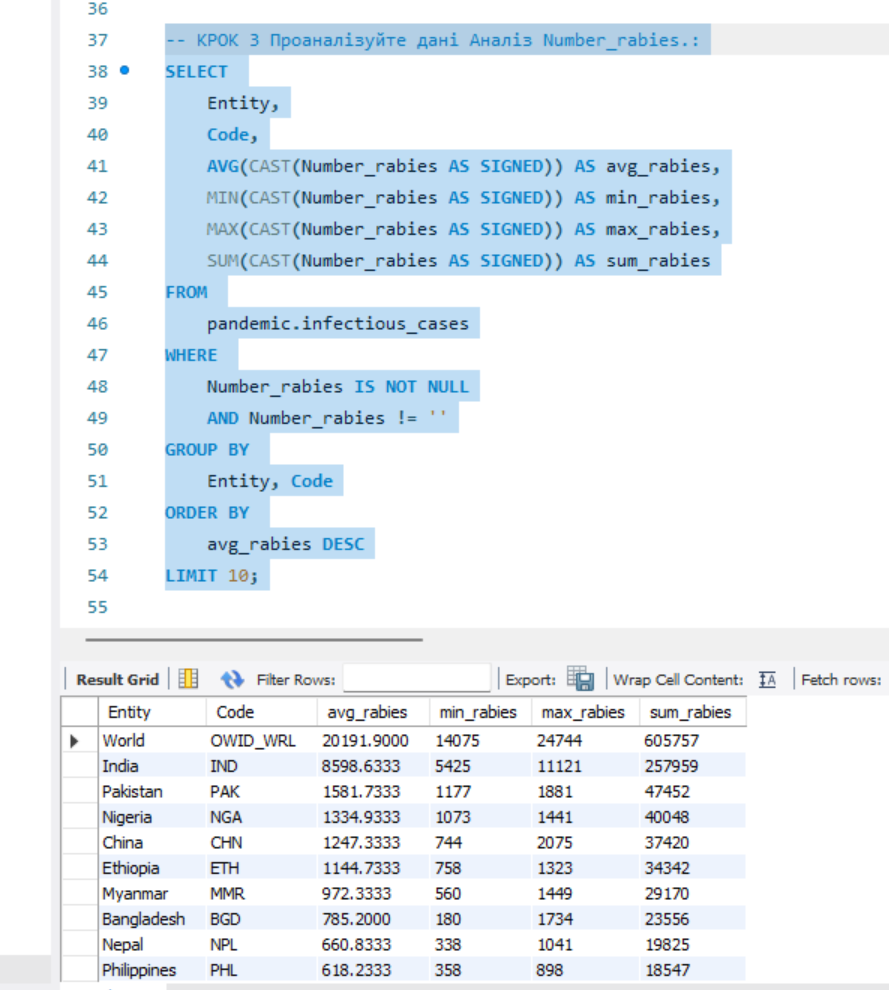 36
37 -- КРОК 3 Проаналізуйте дані Аналіз Number_rabies.:
38 SELECT
39 Entity,
40 Code,
41 AVG(CAST(Number_rabies AS SIGNED)) AS avg_rabies,
42 MIN(CAST(Number_rabies AS SIGNED)) AS min_rabies,
43 MAX(CAST(Number_rabies AS SIGNED)) AS max_rabies,
44 SUM(CAST(Number_rabies AS SIGNED)) AS sum_rabies
45 FROM
46 pandemic.infectious_cases
47 WHERE
48 Number_rabies IS NOT NULL
49 AND Number_rabies != ''
50 GROUP BY
51 Entity, Code
52 ORDER BY
53 avg_rabies DESC
54 LIMIT 10;
55
Result Grid Filter Rows: Export: Wrap Cell Content: Fetch rows:
Entity Code avg_rabies min_rabies max_rabies sum_rabies
World OWID_WRL 20191.9000 14075 24744 605757
India IND 8598.6333 5425 11121 257959
Pakistan PAK 1581.7333 1177 1881 47452
Nigeria NGA 1334.9333 1073 1441 40048
China CHN 1247.3333 744 2075 37420
Ethiopia ETH 1144.7333 758 1323 34342
Myanmar MMR 972.3333 560 1449 29170
Bangladesh BGD 785.2000 180 1734 23556
Nepal NPL 660.8333 338 1041 19825
Philippines PHL 618.2333 358 898 18547